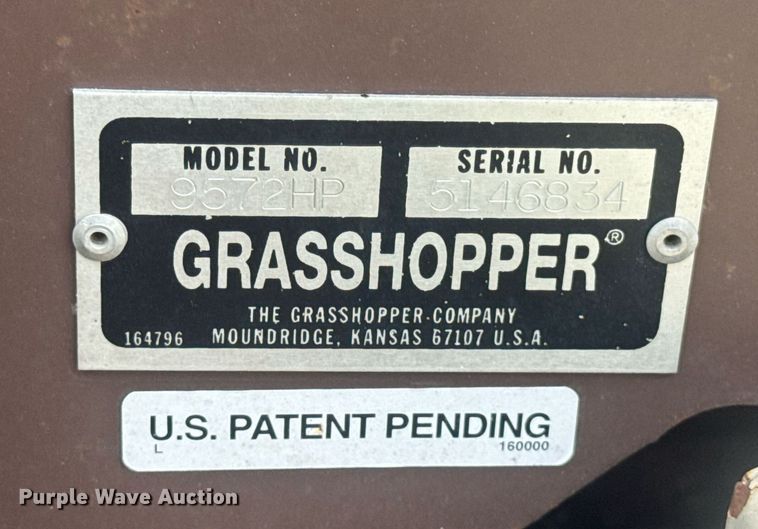 MODEL NO. SERIAL NO.
9572HP 5146834
GRASSHOPPER®
THE GRASSHOPPER COMPANY
164796 MOUNDRIDGE, KANSAS 67107 U.S.A.
U.S. PATENT PENDING
L 160000
Purple Wave Auction